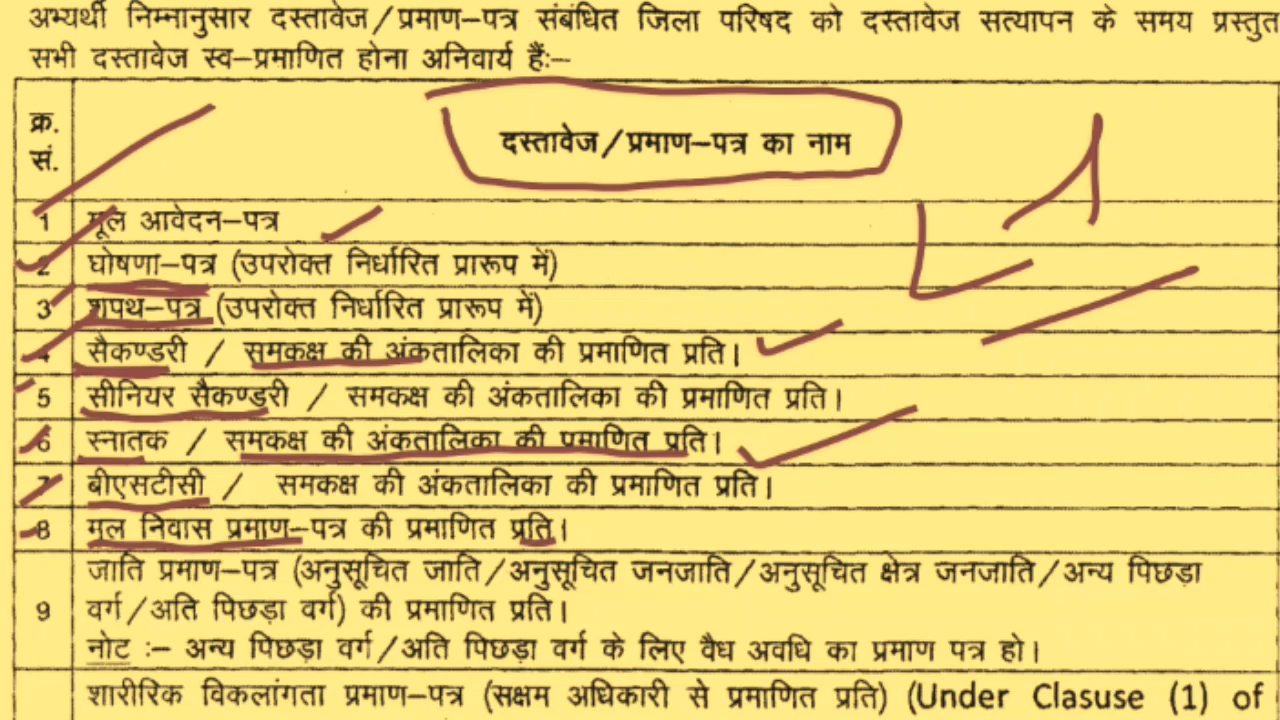 अभ्यर्थी निम्नानुसार दस्तावेज/प्रमाण–पत्र संबंधित जिला परिषद को दस्तावेज सत्यापन के समय प्रस्तुत
सभी दस्तावेज स्व–प्रमाणित होना अनिवार्य हैं:–
क्र. सं.
दस्तावेज/प्रमाण–पत्र का नाम
1 मूल आवेदन–पत्र
2 घोषणा–पत्र (उपरोक्त निर्धारित प्रारूप में)
3 शपथ–पत्र (उपरोक्त निर्धारित प्रारूप में)
4 सैकण्डरी / समकक्ष की अंकतालिका की प्रमाणित प्रति।
5 सीनियर सैकण्डरी / समकक्ष की अंकतालिका की प्रमाणित प्रति।
6 स्नातक / समकक्ष की अंकतालिका की प्रमाणित प्रति।
7 बीएसटीसी / समकक्ष की अंकतालिका की प्रमाणित प्रति।
8 मूल निवास प्रमाण–पत्र की प्रमाणित प्रति।
जाति प्रमाण–पत्र (अनुसूचित जाति/अनुसूचित जनजाति/अनुसूचित क्षेत्र जनजाति/अन्य पिछड़ा
9 वर्ग/अति पिछड़ा वर्ग) की प्रमाणित प्रति।
नोट :– अन्य पिछड़ा वर्ग/अति पिछड़ा वर्ग के लिए वैध अवधि का प्रमाण पत्र हो।
शारीरिक विकलांगता प्रमाण–पत्र (सक्षम अधिकारी से प्रमाणित प्रति) (Under Clasuse (1) of